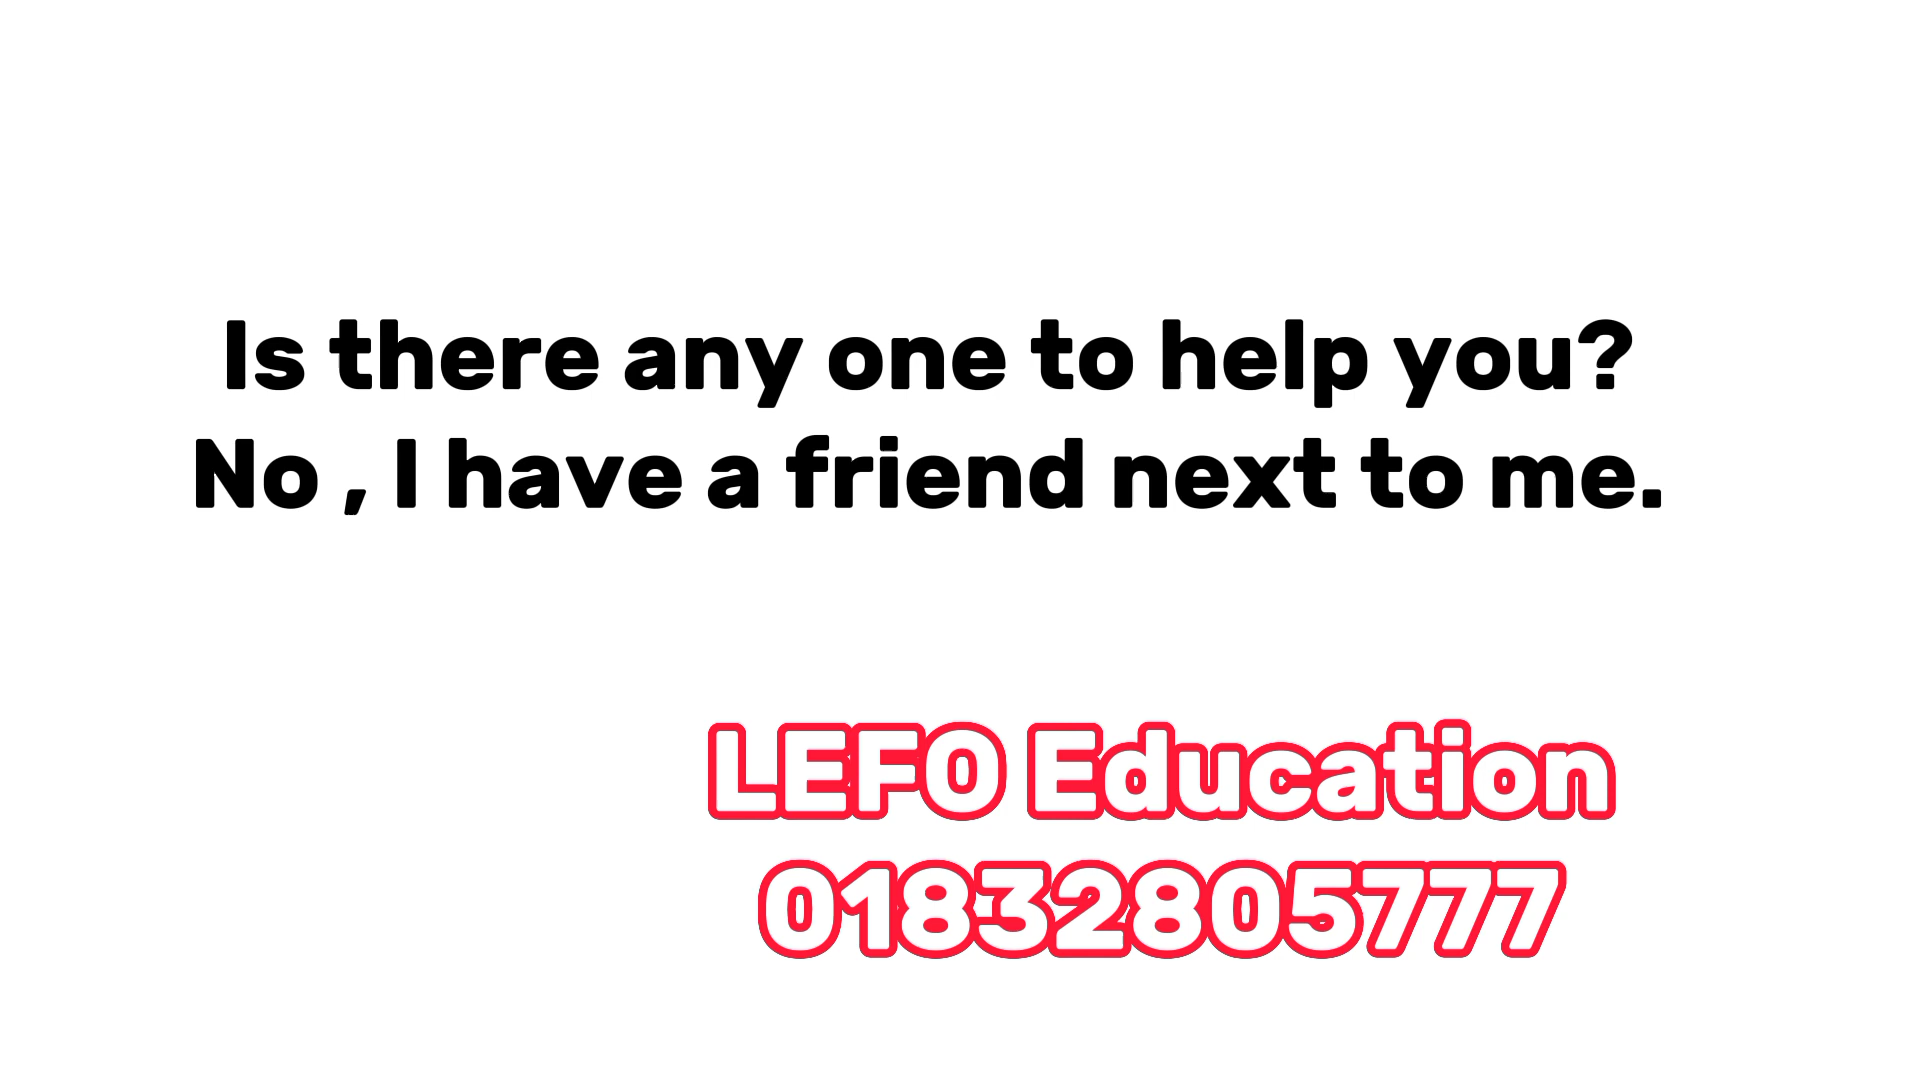 Is there any one to help you?
No , I have a friend next to me.
LEFO Education
01832805777